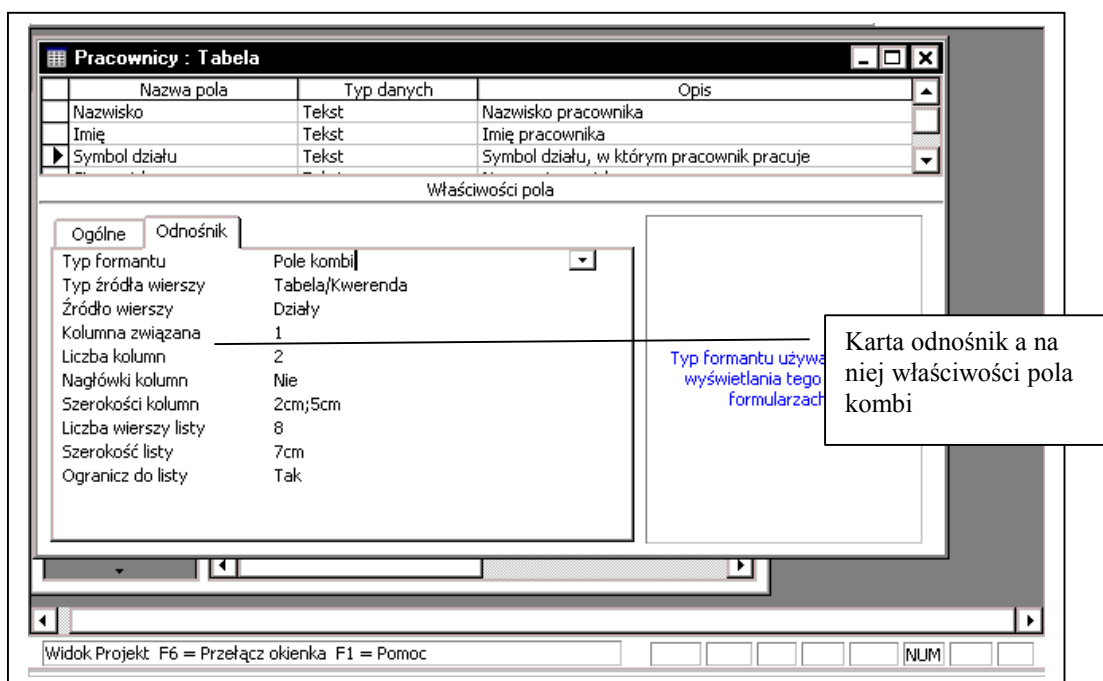 Pracownicy : Tabela
Nazwa pola Typ danych Opis
Nazwisko Tekst Nazwisko pracownika
Imię Tekst Imię pracownika
Symbol działu Tekst Symbol działu, w którym pracownik pracuje
Właściwości pola
Ogólne Odnośnik
Typ formantu Pole kombi
Typ źródła wierszy Tabela/Kwerenda
Źródło wierszy Działy
Kolumna związana 1
Liczba kolumn 2
Nagłówki kolumn Nie
Szerokości kolumn 2cm;5cm
Liczba wierszy listy 8
Szerokość listy 7cm
Ogranicz do listy Tak
Typ formantu
wyświetlania tego
Karta odnośnik a na
niej właściwości pola
kombi
Widok Projekt F6 = Przełącz okienka F1 = Pomoc NUM